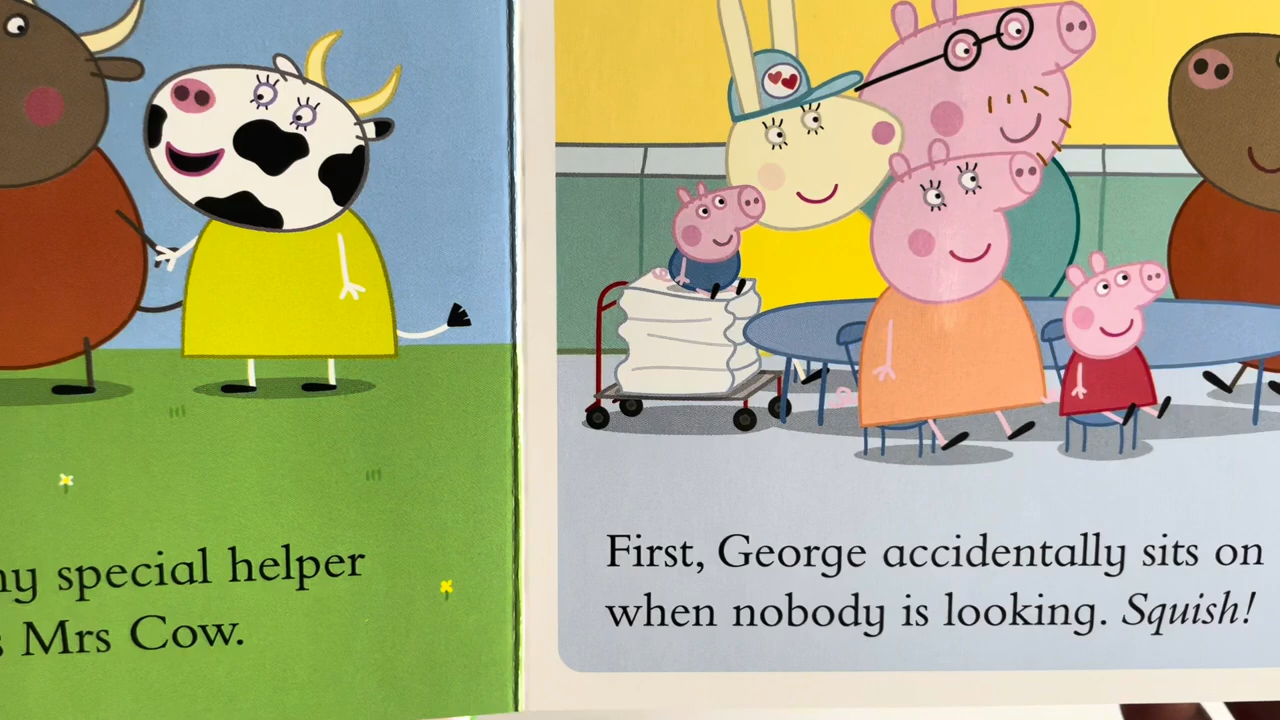 special helper
Mrs Cow.
First, George accidentally sits on
when nobody is looking. Squish!